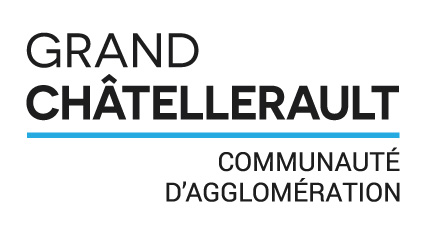 GRAND
CHÂTELLERAULT
COMMUNAUTÉ
D'AGGLOMÉRATION